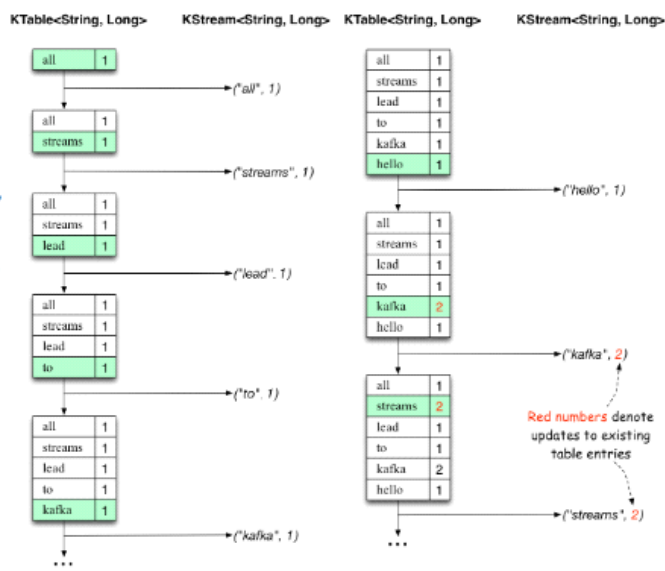 KTable<String, Long>
KStream<String, Long>
all 1
("all", 1)
all 1
streams 1
("streams", 1)
all 1
streams 1
lead 1
("lead". 1)
all 1
streams 1
lead 1
to 1
("to". 1)
all 1
streams 1
lead 1
to 1
kafka 1
("kafka", 1)
...
KTable<String, Long>
KStream<String, Long>
all 1
streams 1
lead 1
to 1
kafka 1
hello 1
("hello", 1)
all 1
streams 1
lead 1
to 1
kafka 2
hello 1
("kafka", 2)
all 1
streams 2
lead 1
to 1
kafka 2
hello 1
Red numbers denote
updates to existing
table entries
("streams", 2)
...